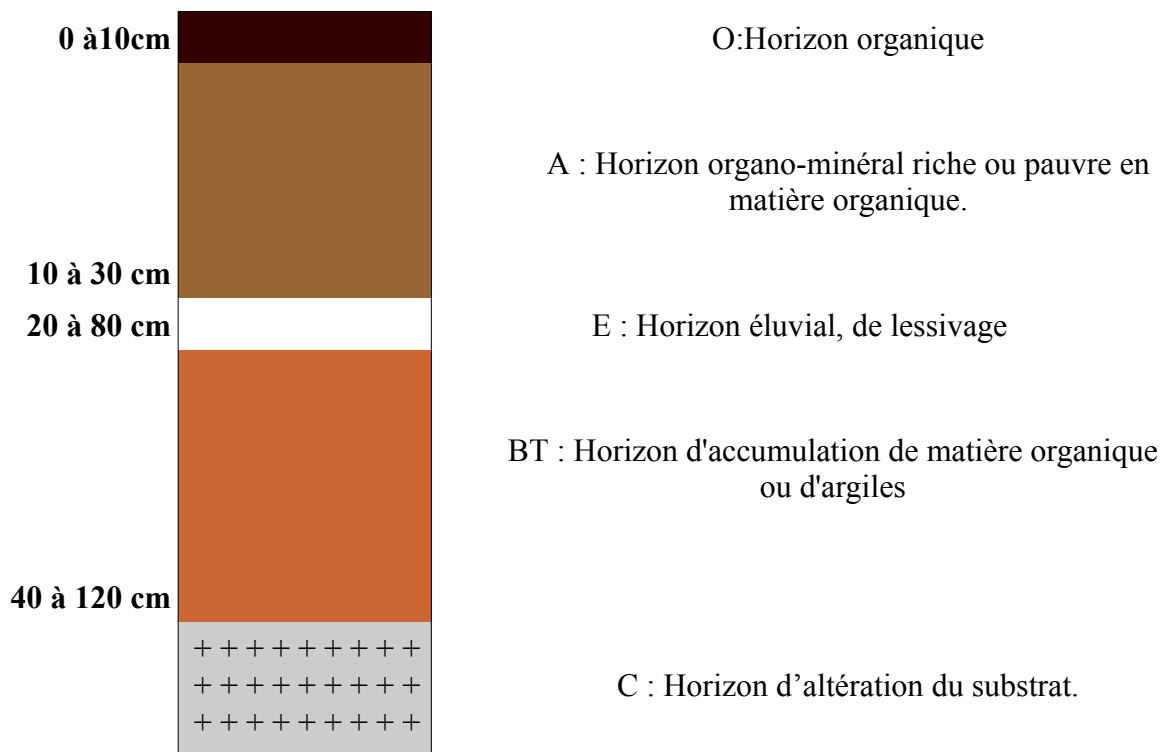 0 à10cm
O:Horizon organique
A : Horizon organo-minéral riche ou pauvre en
matière organique.
10 à 30 cm
20 à 80 cm
E : Horizon éluvial, de lessivage
BT : Horizon d'accumulation de matière organique
ou d'argiles
40 à 120 cm
+ + + + + + + + +
+ + + + + + + + +
+ + + + + + + + +
C : Horizon d’altération du substrat.